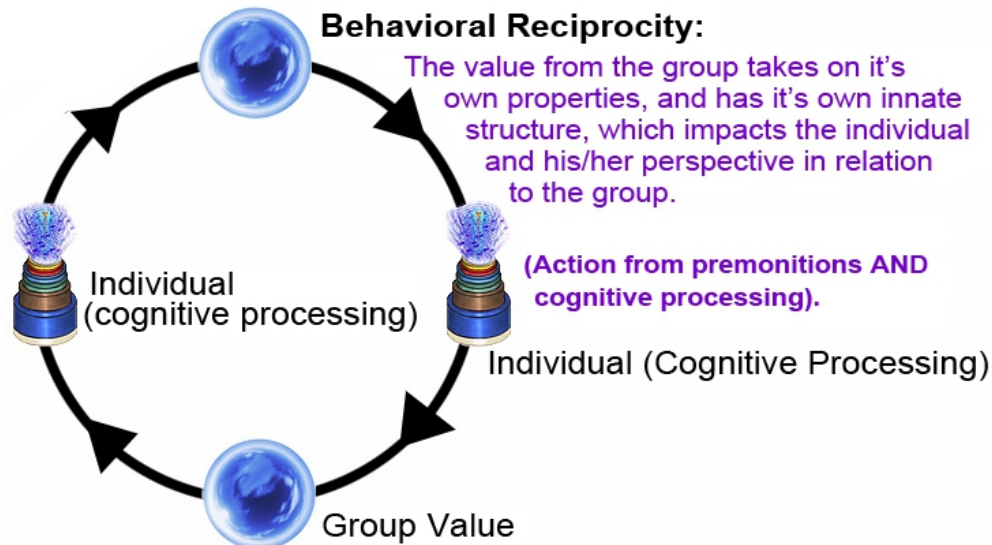 Behavioral Reciprocity:
The value from the group takes on it's
own properties, and has it's own innate
structure, which impacts the individual
and his/her perspective in relation
to the group.
(Action from premonitions AND
cognitive processing).
Individual
(cognitive processing)
Individual (Cognitive Processing)
Group Value